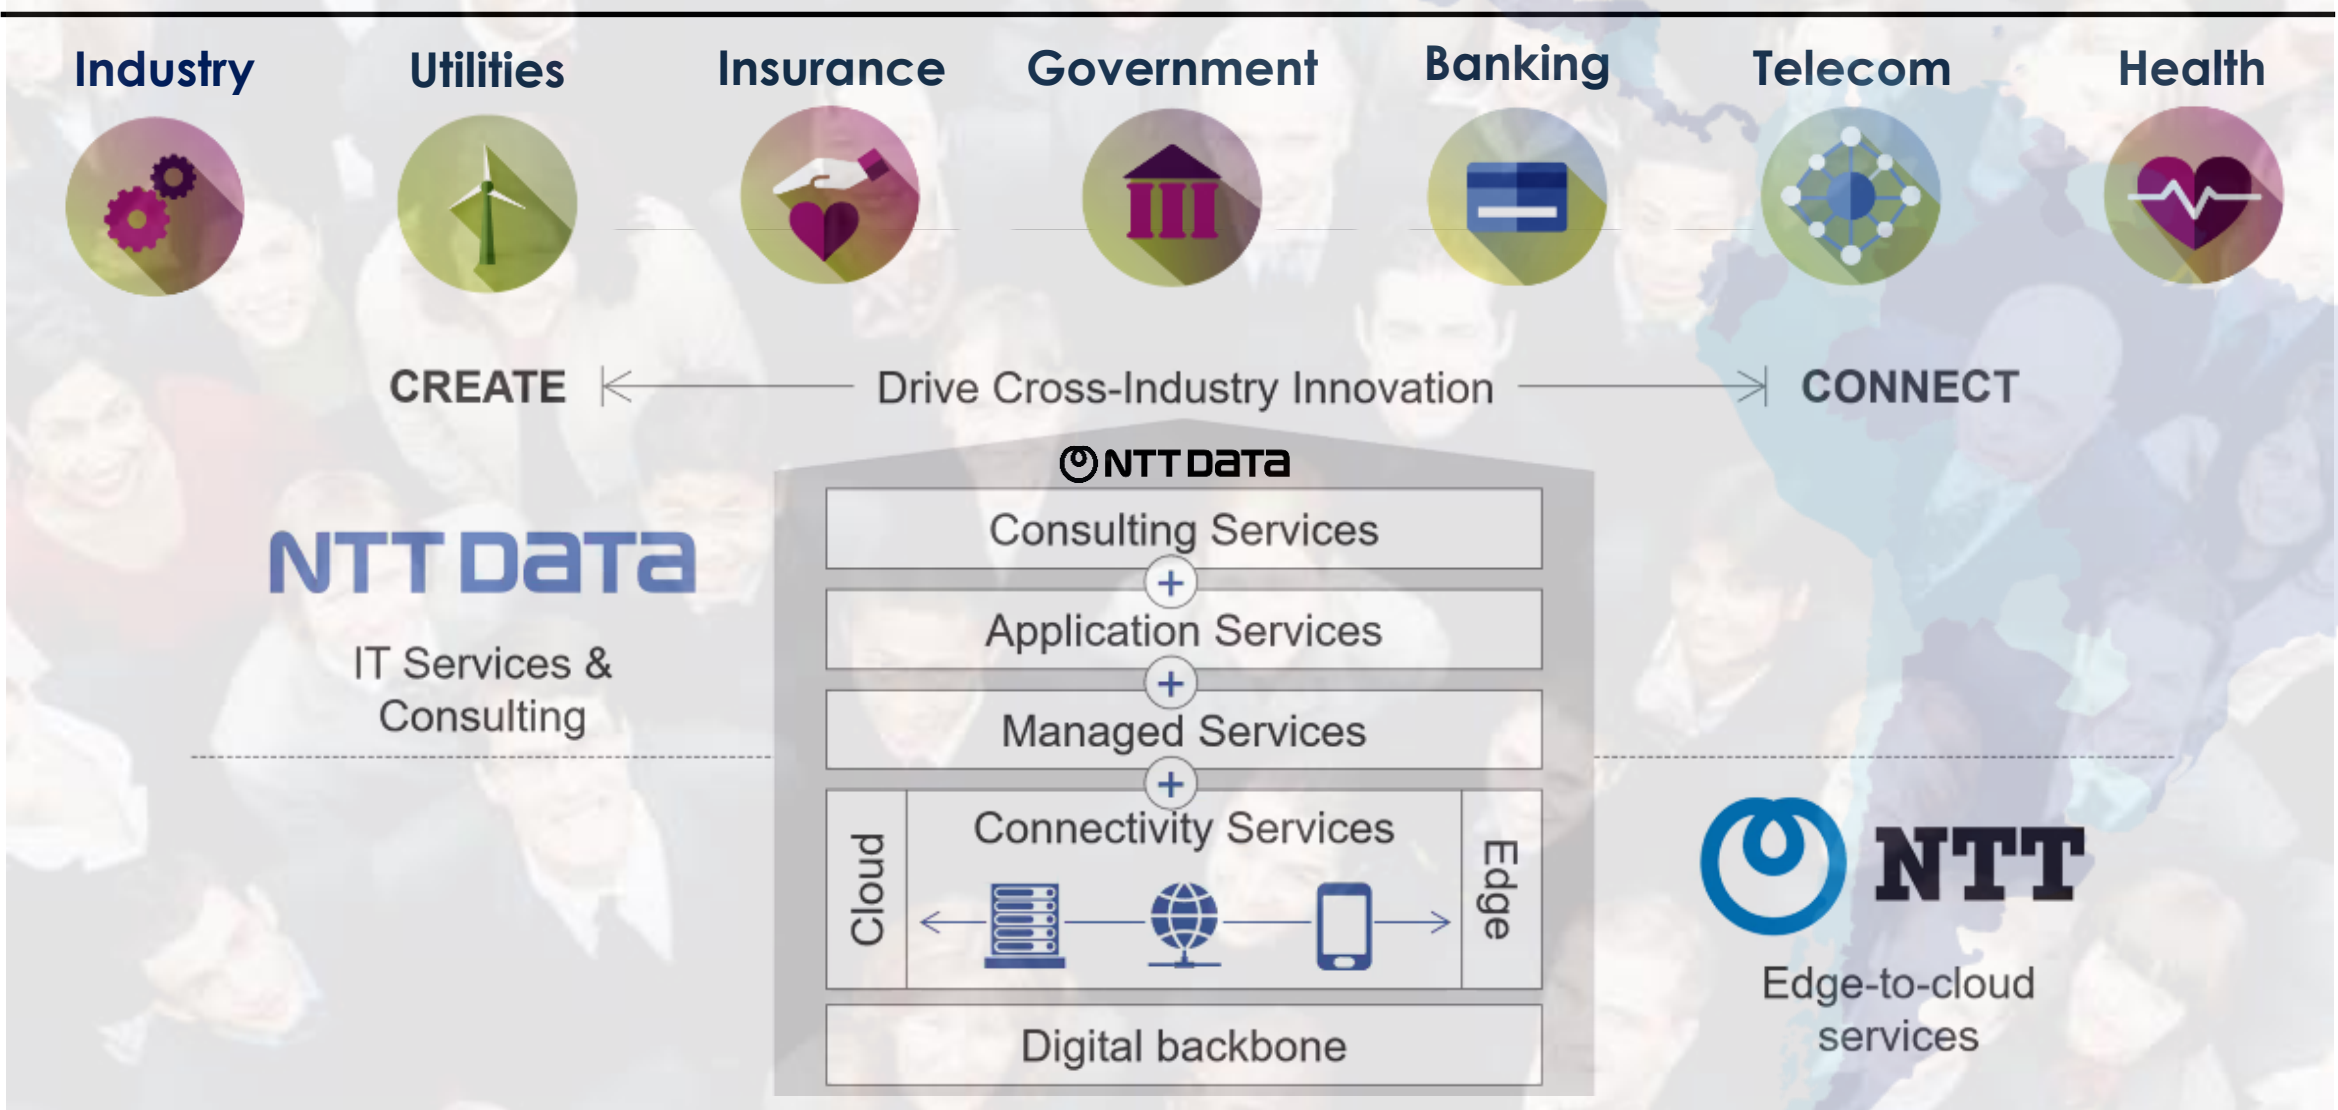 Industry
Utilities
Insurance
Government
Banking
Telecom
Health
CREATE
Drive Cross-Industry Innovation
CONNECT
NTT DATA
NTT DATA
IT Services &
Consulting
Consulting Services
+
Application Services
+
Managed Services
+
Cloud
Connectivity Services
Edge
Digital backbone
NTT
Edge-to-cloud
services